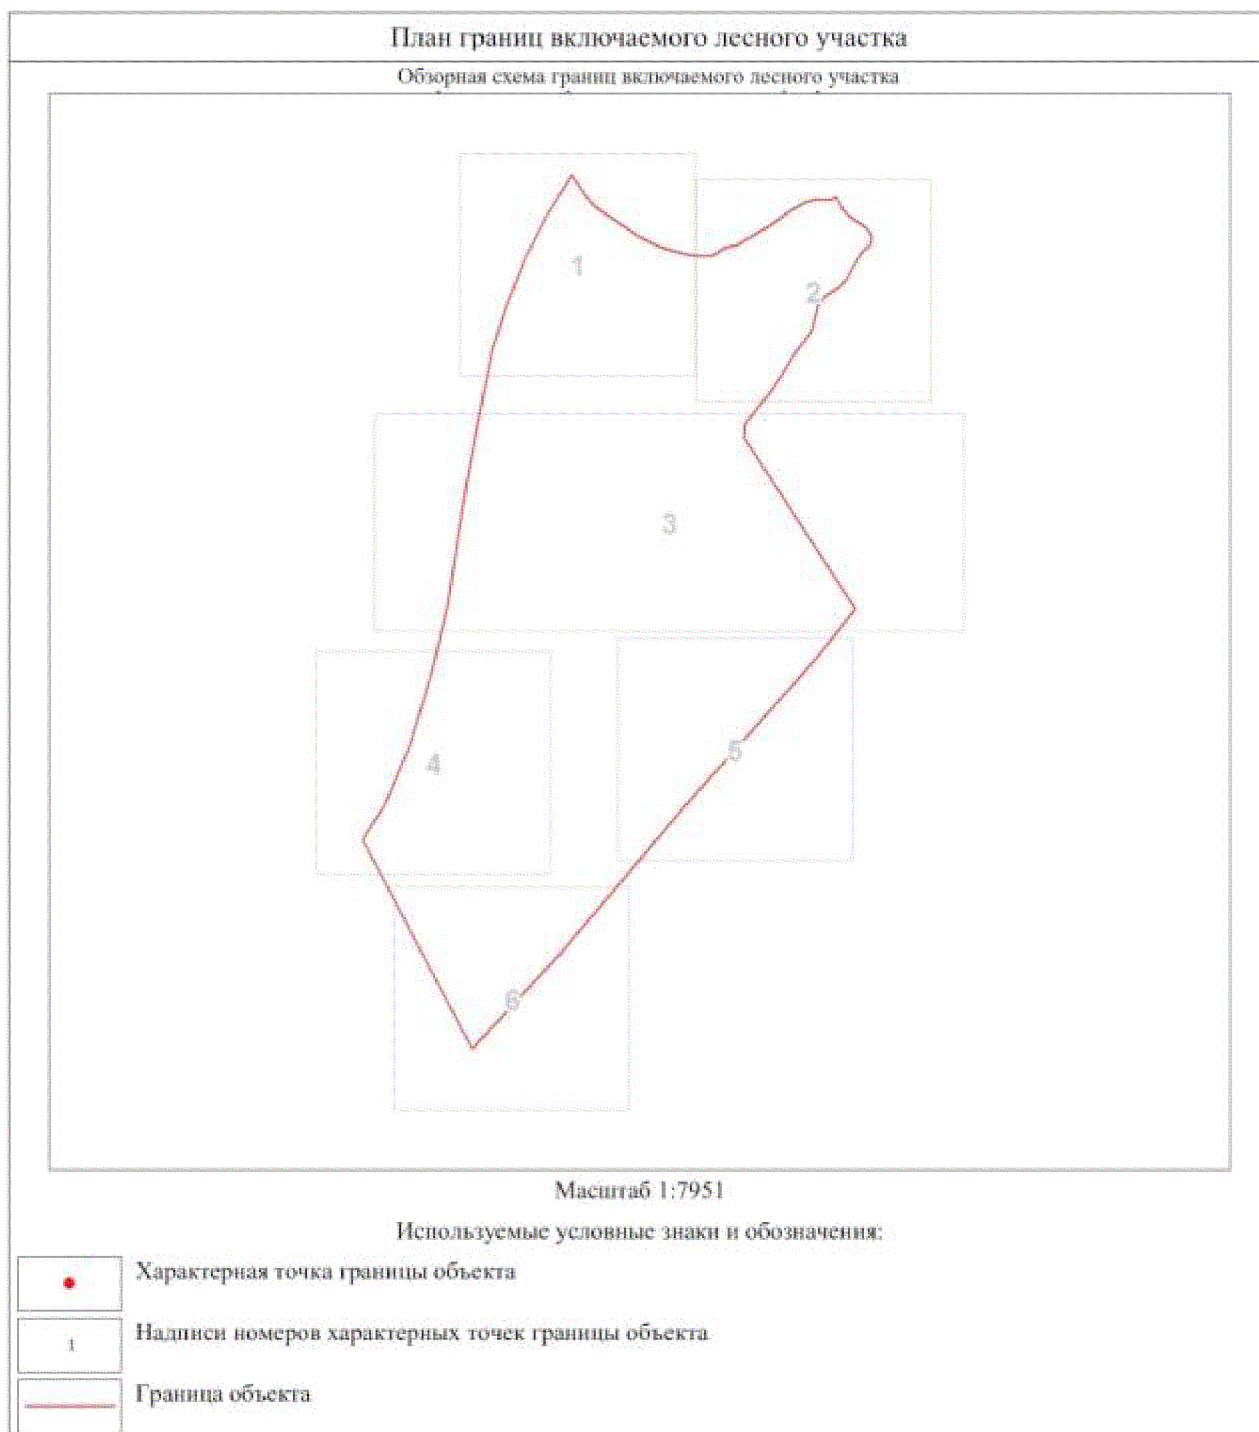 План границ включаемого лесного участка
Обзорная схема границ включаемого лесного участка
1
2
3
4
5
6
Масштаб 1:7951
Используемые условные знаки и обозначения:
Характерная точка границы объекта
1 Надписи номеров характерных точек границы объекта
Граница объекта